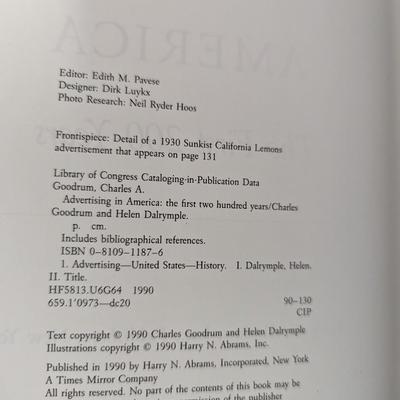 AMERICA
Editor: Edith M. Pavese
Designer: Dirk Luykx
Photo Research: Neil Ryder Hoos
Frontispiece: Detail of a 1930 Sunkist California Lemons
advertisement that appears on page 131
Library of Congress Cataloging-in-Publication Data
Goodrum, Charles A.
Advertising in America: the first two hundred years/Charles
Goodrum and Helen Dalrymple.
p. cm.
Includes bibliographical references.
ISBN 0–8109–1187–6
1. Advertising—United States—History. I. Dalrymple, Helen.
II. Title.
HF5813.U6G64 1990
659.1'0973—dc20 90–130
CIP
Text copyright © 1990 Charles Goodrum and Helen Dalrymple
Illustrations copyright © 1990 Harry N. Abrams, Inc.
Published in 1990 by Harry N. Abrams, Incorporated, New York
A Times Mirror Company
All rights reserved. No part of the contents of this book may be
permission of the publisher